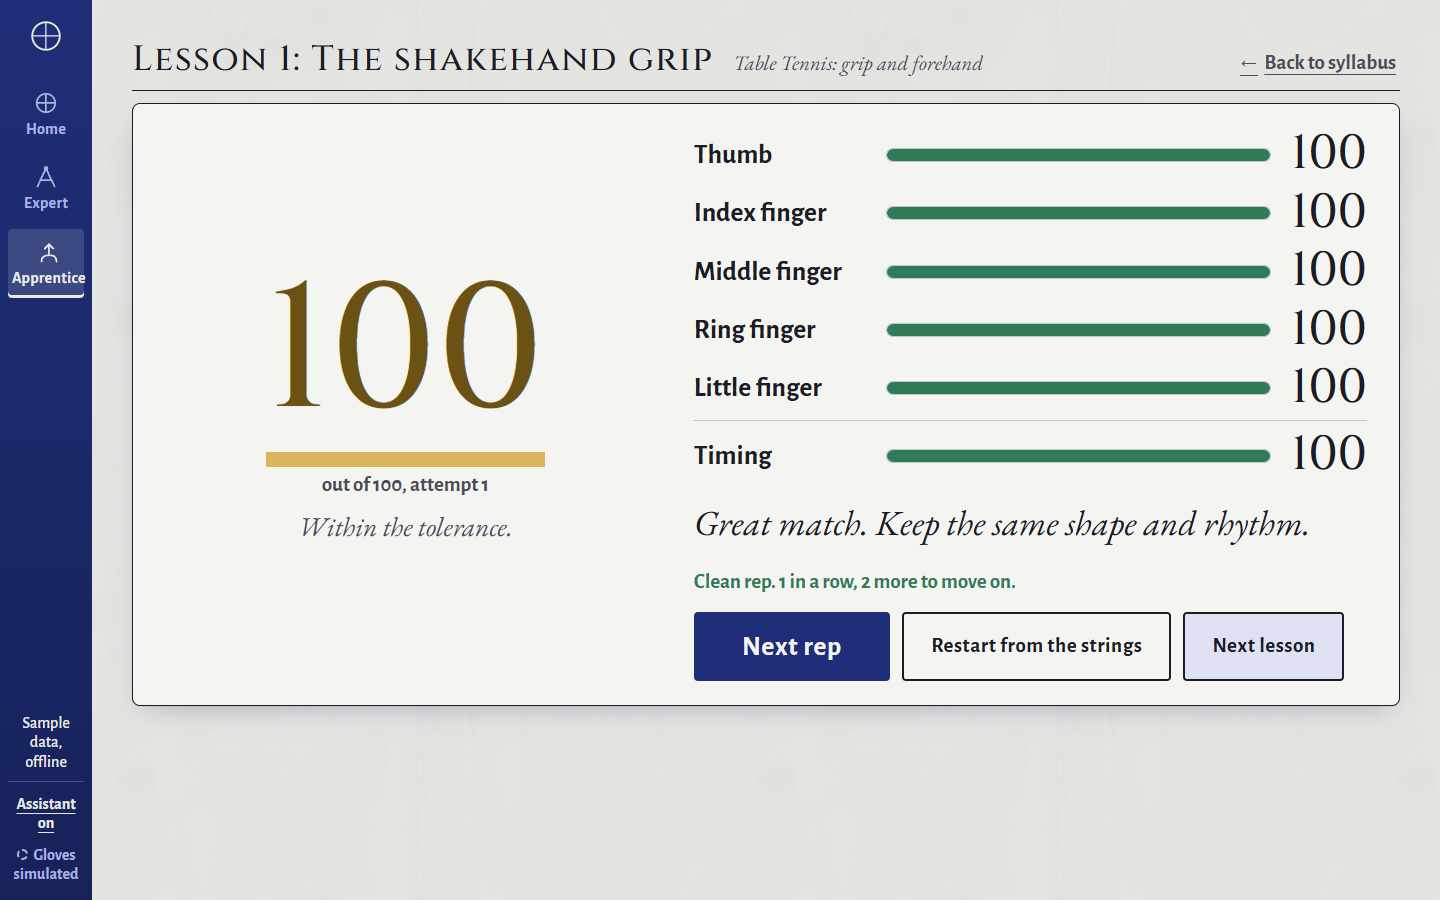 Home
Expert
Apprentice
Sample
data,
offline
Assistant
on
Gloves
simulated
Lesson 1: The shakehand grip
Table Tennis: grip and forehand
← Back to syllabus
100
out of 100, attempt 1
Within the tolerance.
Thumb 100
Index finger 100
Middle finger 100
Ring finger 100
Little finger 100
Timing 100
Great match. Keep the same shape and rhythm.
Clean rep. 1 in a row, 2 more to move on.
Next rep
Restart from the strings
Next lesson